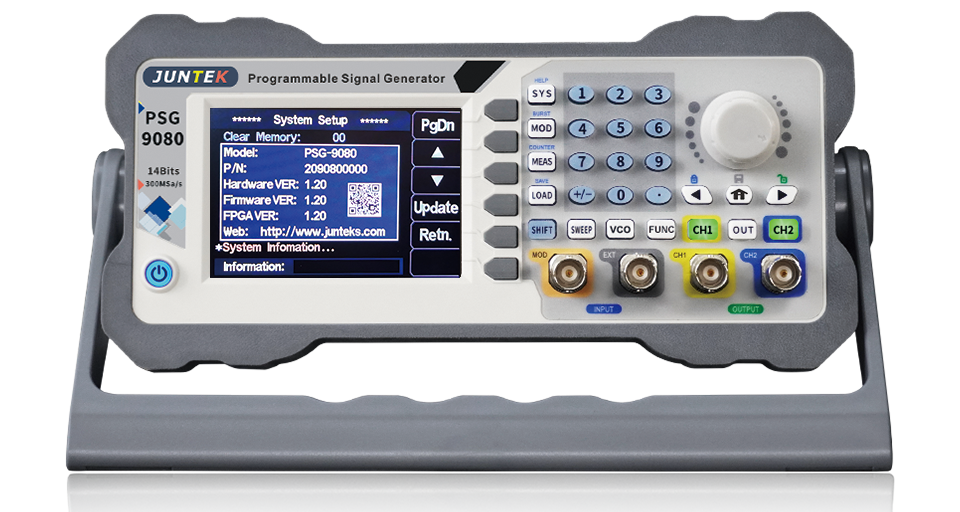 JUNTEK
Programmable Signal Generator
PSG
9080
14Bits
300MSa/s
****** System Setup ******
Clear Memory: 00
Model: PSG-9080
P/N: 2090800000
Hardware VER: 1.20
Firmware VER: 1.20
FPGA VER: 1.20
Web: http://www.junteks.com
*System Infomation...
Information:
PgDn
▲
▼
Update
Retn.
HELP
SYS 1 2 3
BURST
MOD 4 5 6
COUNTER
MEAS 7 8 9
SAVE
LOAD +/- 0 .
SHIFT SWEEP VCO FUNC CH1 OUT CH2
MOD EXT CH1 CH2
INPUT OUTPUT